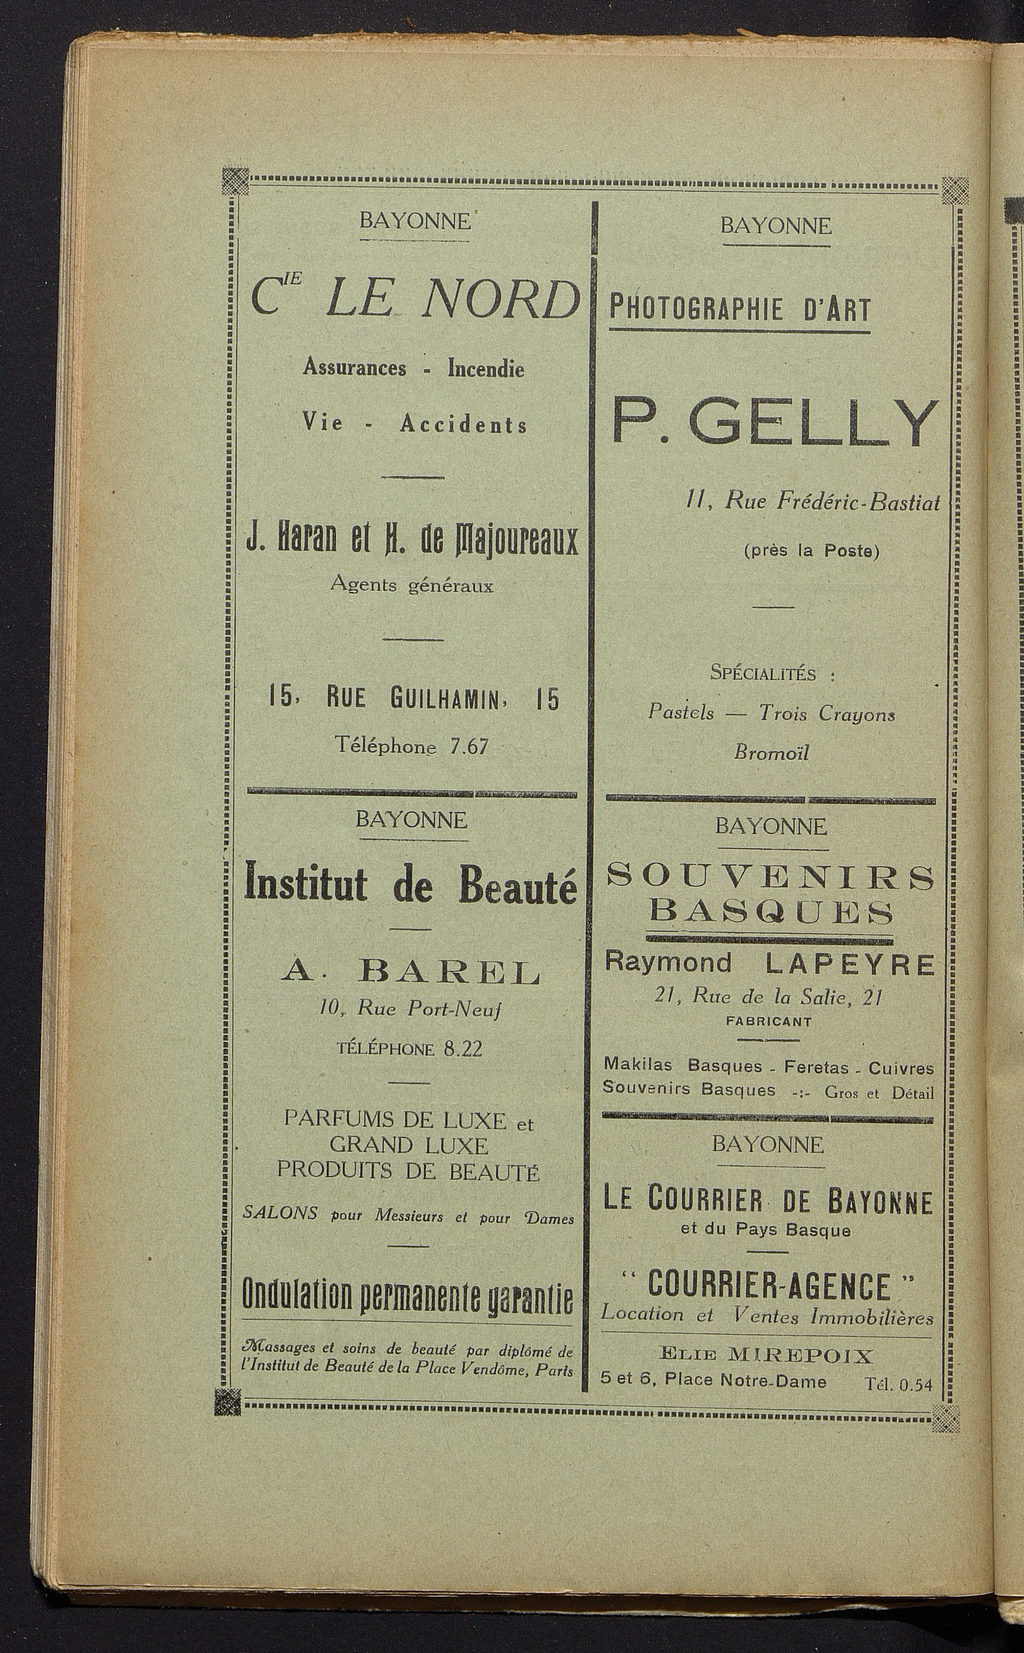 BAYONNE
CIE LE NORD
Assurances - Incendie
Vie - Accidents
J. Haran et H. de Majoureaux
Agents généraux
15, RUE GUILHAMIN, 15
Téléphone 7.67
BAYONNE
Institut de Beauté
A. BAREL
10, Rue Port-Neuf
TÉLÉPHONE 8.22
PARFUMS DE LUXE et
GRAND LUXE
PRODUITS DE BEAUTÉ
SALONS pour Messieurs et pour Dames
Ondulation permanente garantie
Massages et soins de beauté par diplômé de
l'Institut de Beauté de la Place Vendôme, Paris
BAYONNE
PHOTOGRAPHIE D'ART
P. GELLY
11, Rue Frédéric-Bastiat
(près la Poste)
SPÉCIALITÉS :
Pastels — Trois Crayons
Bromoïl
BAYONNE
SOUVENIRS
BASQUES
Raymond LAPEYRE
21, Rue de la Salie, 21
FABRICANT
Makilas Basques - Feretas - Cuivres
Souvenirs Basques -:- Gros et Détail
BAYONNE
LE COURRIER DE BAYONNE
et du Pays Basque
“ COURRIER-AGENCE ”
Location et Ventes Immobilières
ELIE MIREPOIX
5 et 6, Place Notre-Dame Tél. 0.54